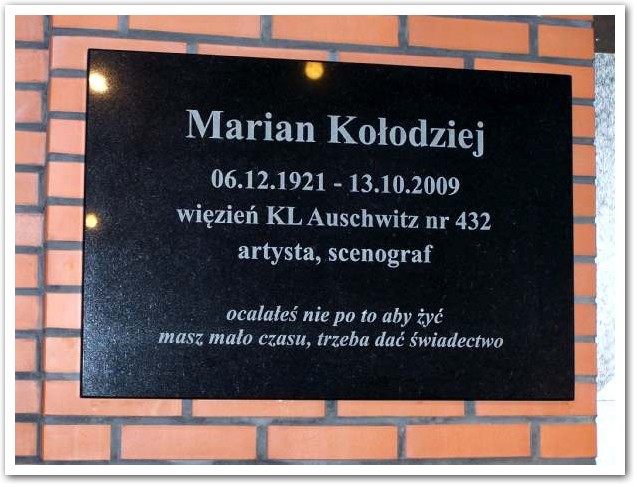 Marian Kołodziej
06.12.1921 - 13.10.2009
więzień KL Auschwitz nr 432
artysta, scenograf
ocalałeś nie po to aby żyć
masz mało czasu, trzeba dać świadectwo